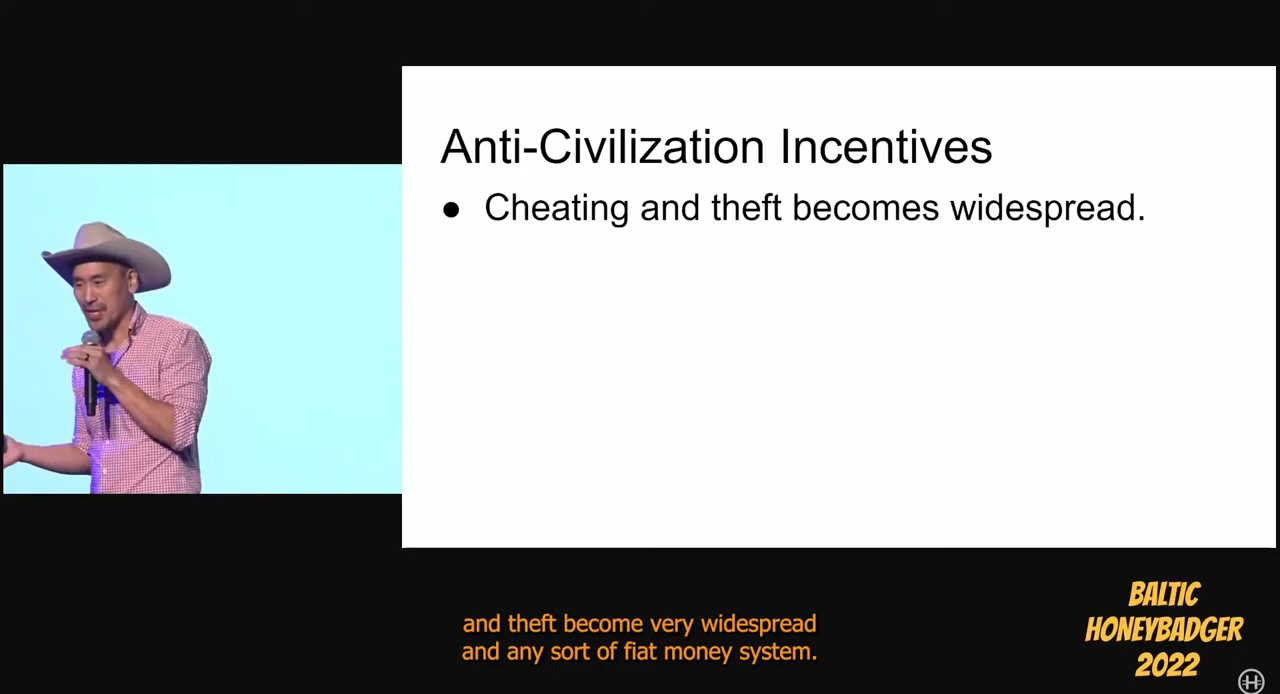 Anti-Civilization Incentives
● Cheating and theft becomes widespread.
and theft become very widespread
and any sort of fiat money system.
BALTIC
HONEYBADGER
2022